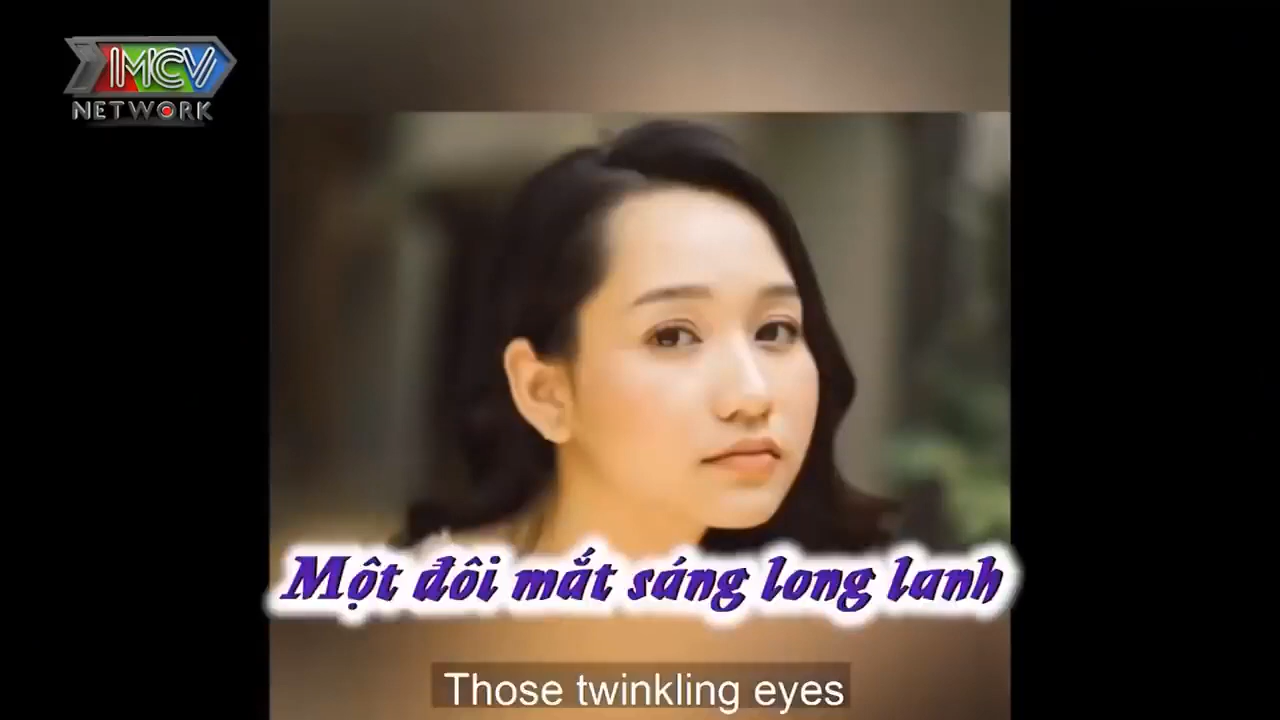 MCV
NETWORK
Một đôi mắt sáng long lanh
Those twinkling eyes